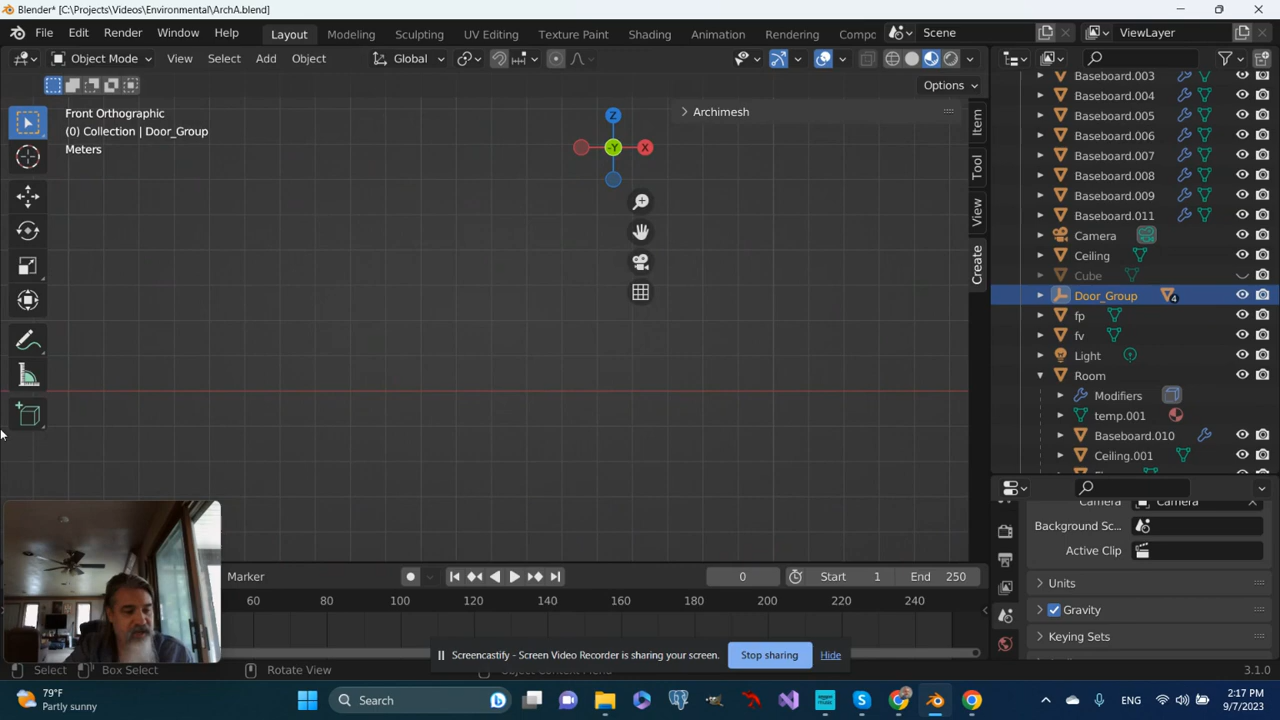 Blender* [C:\Projects\Videos\Environmental\ArchA.blend]
File Edit Render Window Help Layout Modeling Sculpting UV Editing Texture Paint Shading Animation Rendering Compo Scene ViewLayer
Object Mode View Select Add Object Global
Options
Front Orthographic
(0) Collection | Door_Group
Meters
Z
-Y X
Archimesh
Item
Tool
View
Create
Baseboard.003
Baseboard.004
Baseboard.005
Baseboard.006
Baseboard.007
Baseboard.008
Baseboard.009
Baseboard.011
Camera
Ceiling
Cube
Door_Group 4
fp
fv
Light
Room
Modifiers
temp.001
Baseboard.010
Ceiling.001
Camera Camera
Background Sc...
Active Clip
Units
Gravity
Keying Sets
Marker 0 Start 1 End 250
60 80 100 120 140 160 180 200 220 240
Screencastify - Screen Video Recorder is sharing your screen. Stop sharing Hide
Select Box Select Rotate View 3.1.0
79°F
Partly sunny
Search
ENG
2:17 PM
9/7/2023